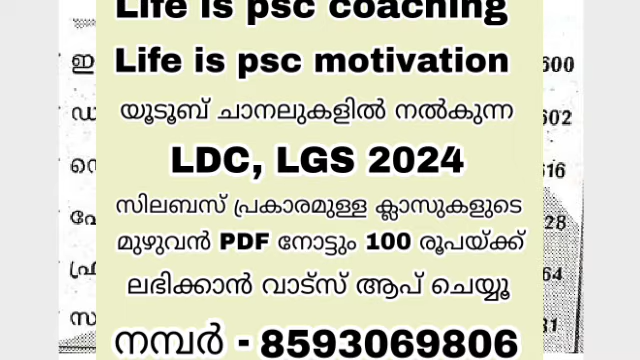 Life is psc coaching
Life is psc motivation
യൂടൂബ് ചാനലുകളിൽ നൽകുന്ന
LDC, LGS 2024
സിലബസ് പ്രകാരമുള്ള ക്ലാസുകളുടെ
മുഴുവൻ PDF നോട്ടും 100 രൂപയ്ക്ക്
ലഭിക്കാൻ വാട്സ് ആപ് ചെയ്യൂ
നമ്പർ - 8593069806